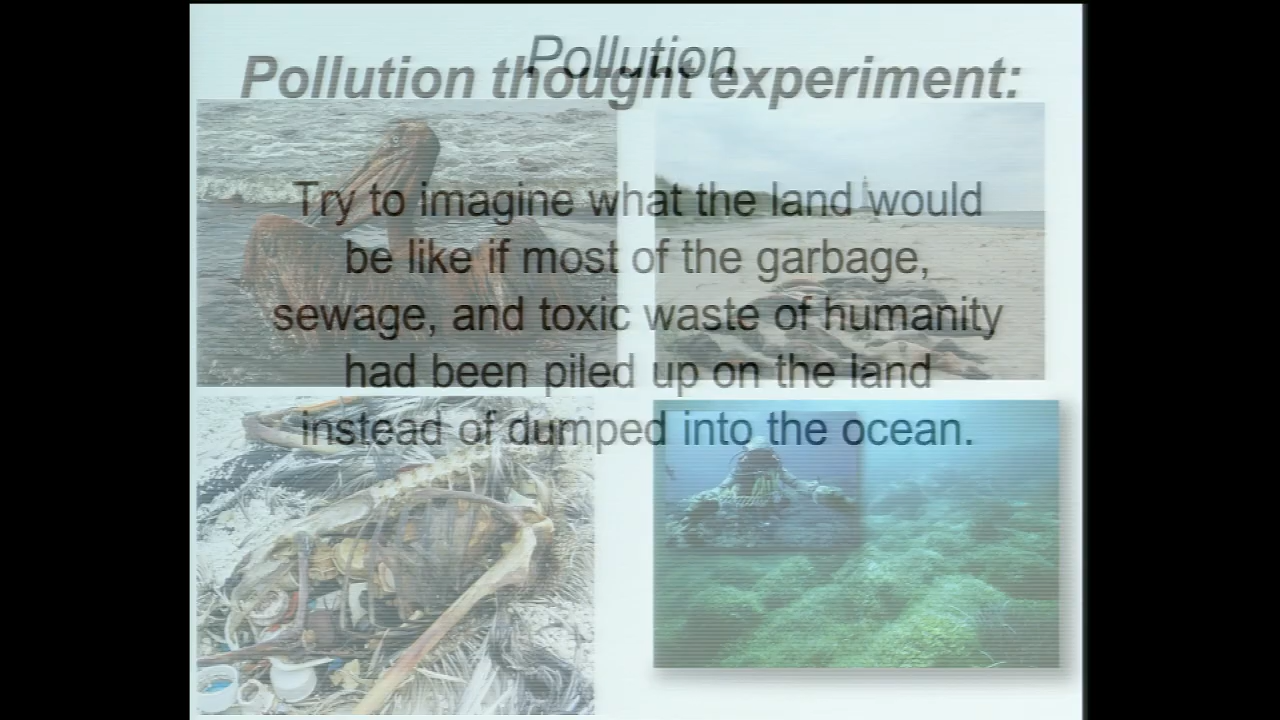 Pollution
Pollution thought experiment:
Try to imagine what the land would
be like if most of the garbage,
sewage, and toxic waste of humanity
had been piled up on the land
instead of dumped into the ocean.